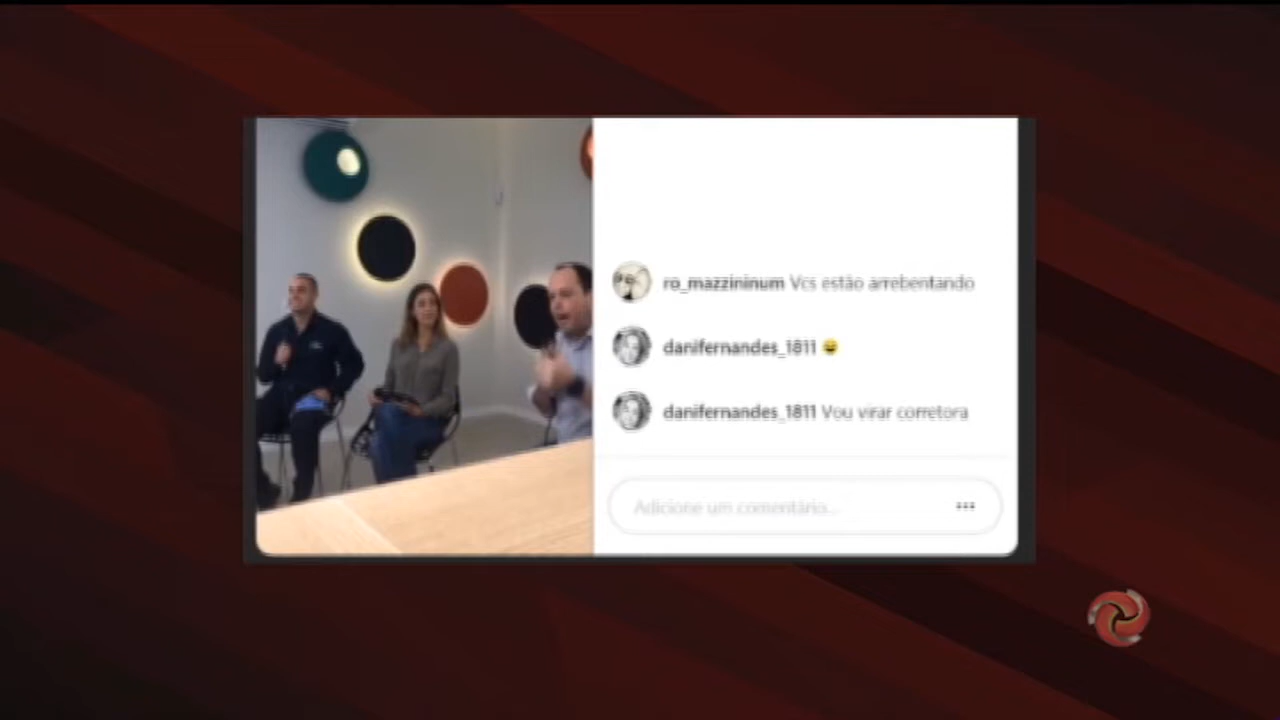 ro_mazzininum Vcs estão arrebentando
danifernandes_1811 😄
danifernandes_1811 Vou virar corretora
Adicione um comentário...